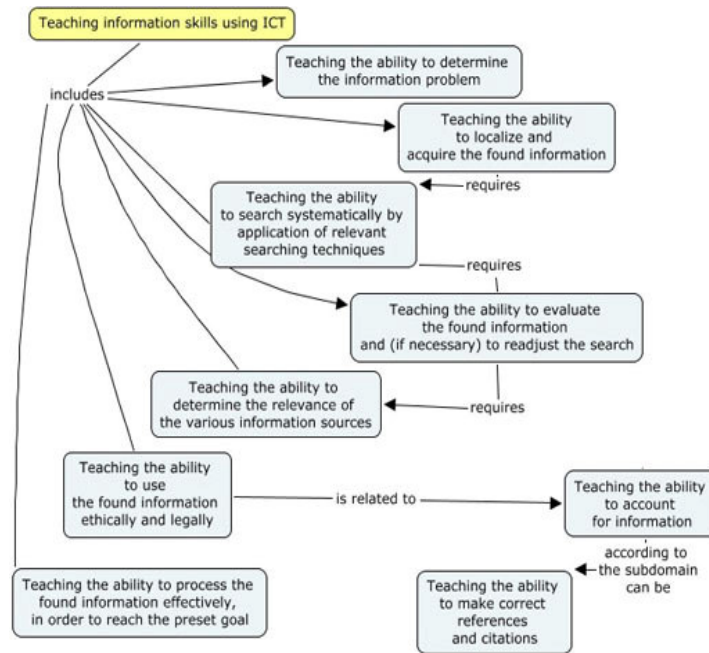 Teaching information skills using ICT
includes
Teaching the ability to determine
the information problem
Teaching the ability
to localize and
acquire the found information
requires
Teaching the ability
to search systematically by
application of relevant
searching techniques
requires
Teaching the ability to evaluate
the found information
and (if necessary) to readjust the search
requires
Teaching the ability to
determine the relevance of
the various information sources
Teaching the ability
to use
the found information
ethically and legally
is related to
Teaching the ability
to account
for information
according to
the subdomain
can be
Teaching the ability to process the
found information effectively,
in order to reach the preset goal
Teaching the ability
to make correct
references
and citations